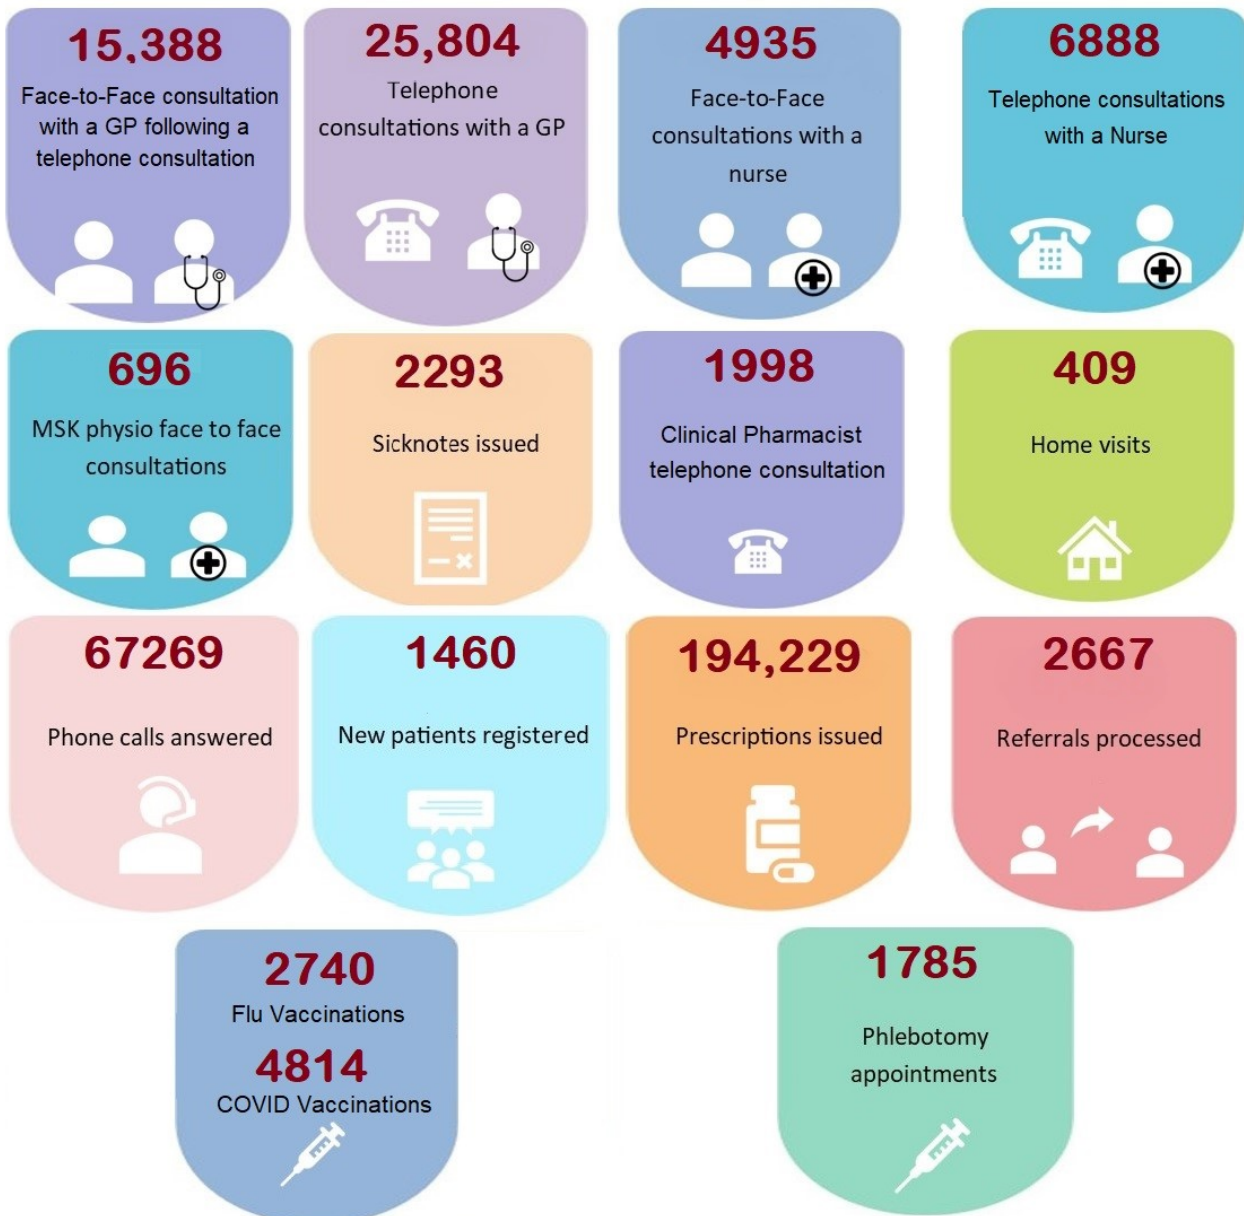 15,388
Face-to-Face consultation
with a GP following a
telephone consultation
25,804
Telephone
consultations with a GP
4935
Face-to-Face
consultations with a
nurse
6888
Telephone consultations
with a Nurse
696
MSK physio face to face
consultations
2293
Sicknotes issued
1998
Clinical Pharmacist
telephone consultation
409
Home visits
67269
Phone calls answered
1460
New patients registered
194,229
Prescriptions issued
2667
Referrals processed
2740
Flu Vaccinations
4814
COVID Vaccinations
1785
Phlebotomy
appointments